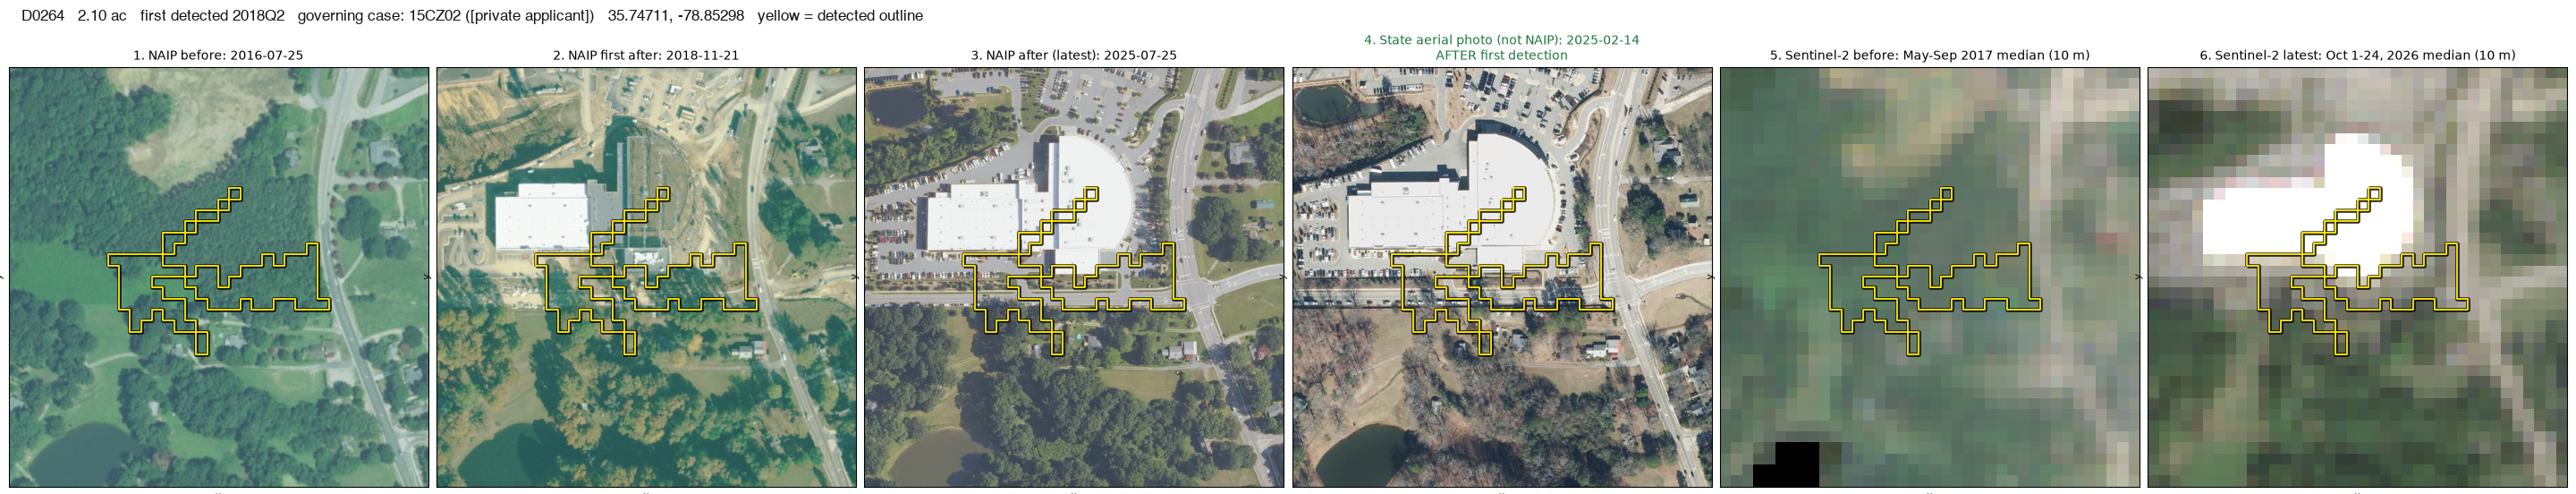 D0264 2.10 ac first detected 2018Q2 governing case: 15CZ02 ([private applicant]) 35.74711, -78.85298 yellow = detected outline
1. NAIP before: 2016-07-25
2. NAIP first after: 2018-11-21
3. NAIP after (latest): 2025-07-25
4. State aerial photo (not NAIP): 2025-02-14
AFTER first detection
5. Sentinel-2 before: May-Sep 2017 median (10 m)
6. Sentinel-2 latest: Oct 1-24, 2026 median (10 m)